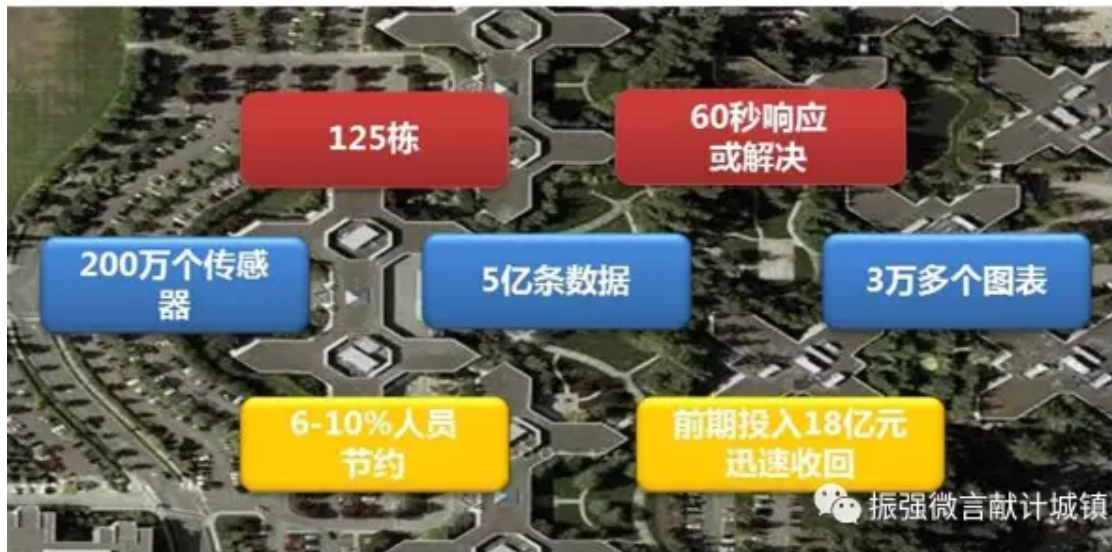 125栋
60秒响应
或解决
200万个传感
器
5亿条数据
3万多个图表
6-10%人员
节约
前期投入18亿元
迅速收回
振强微言献计城镇